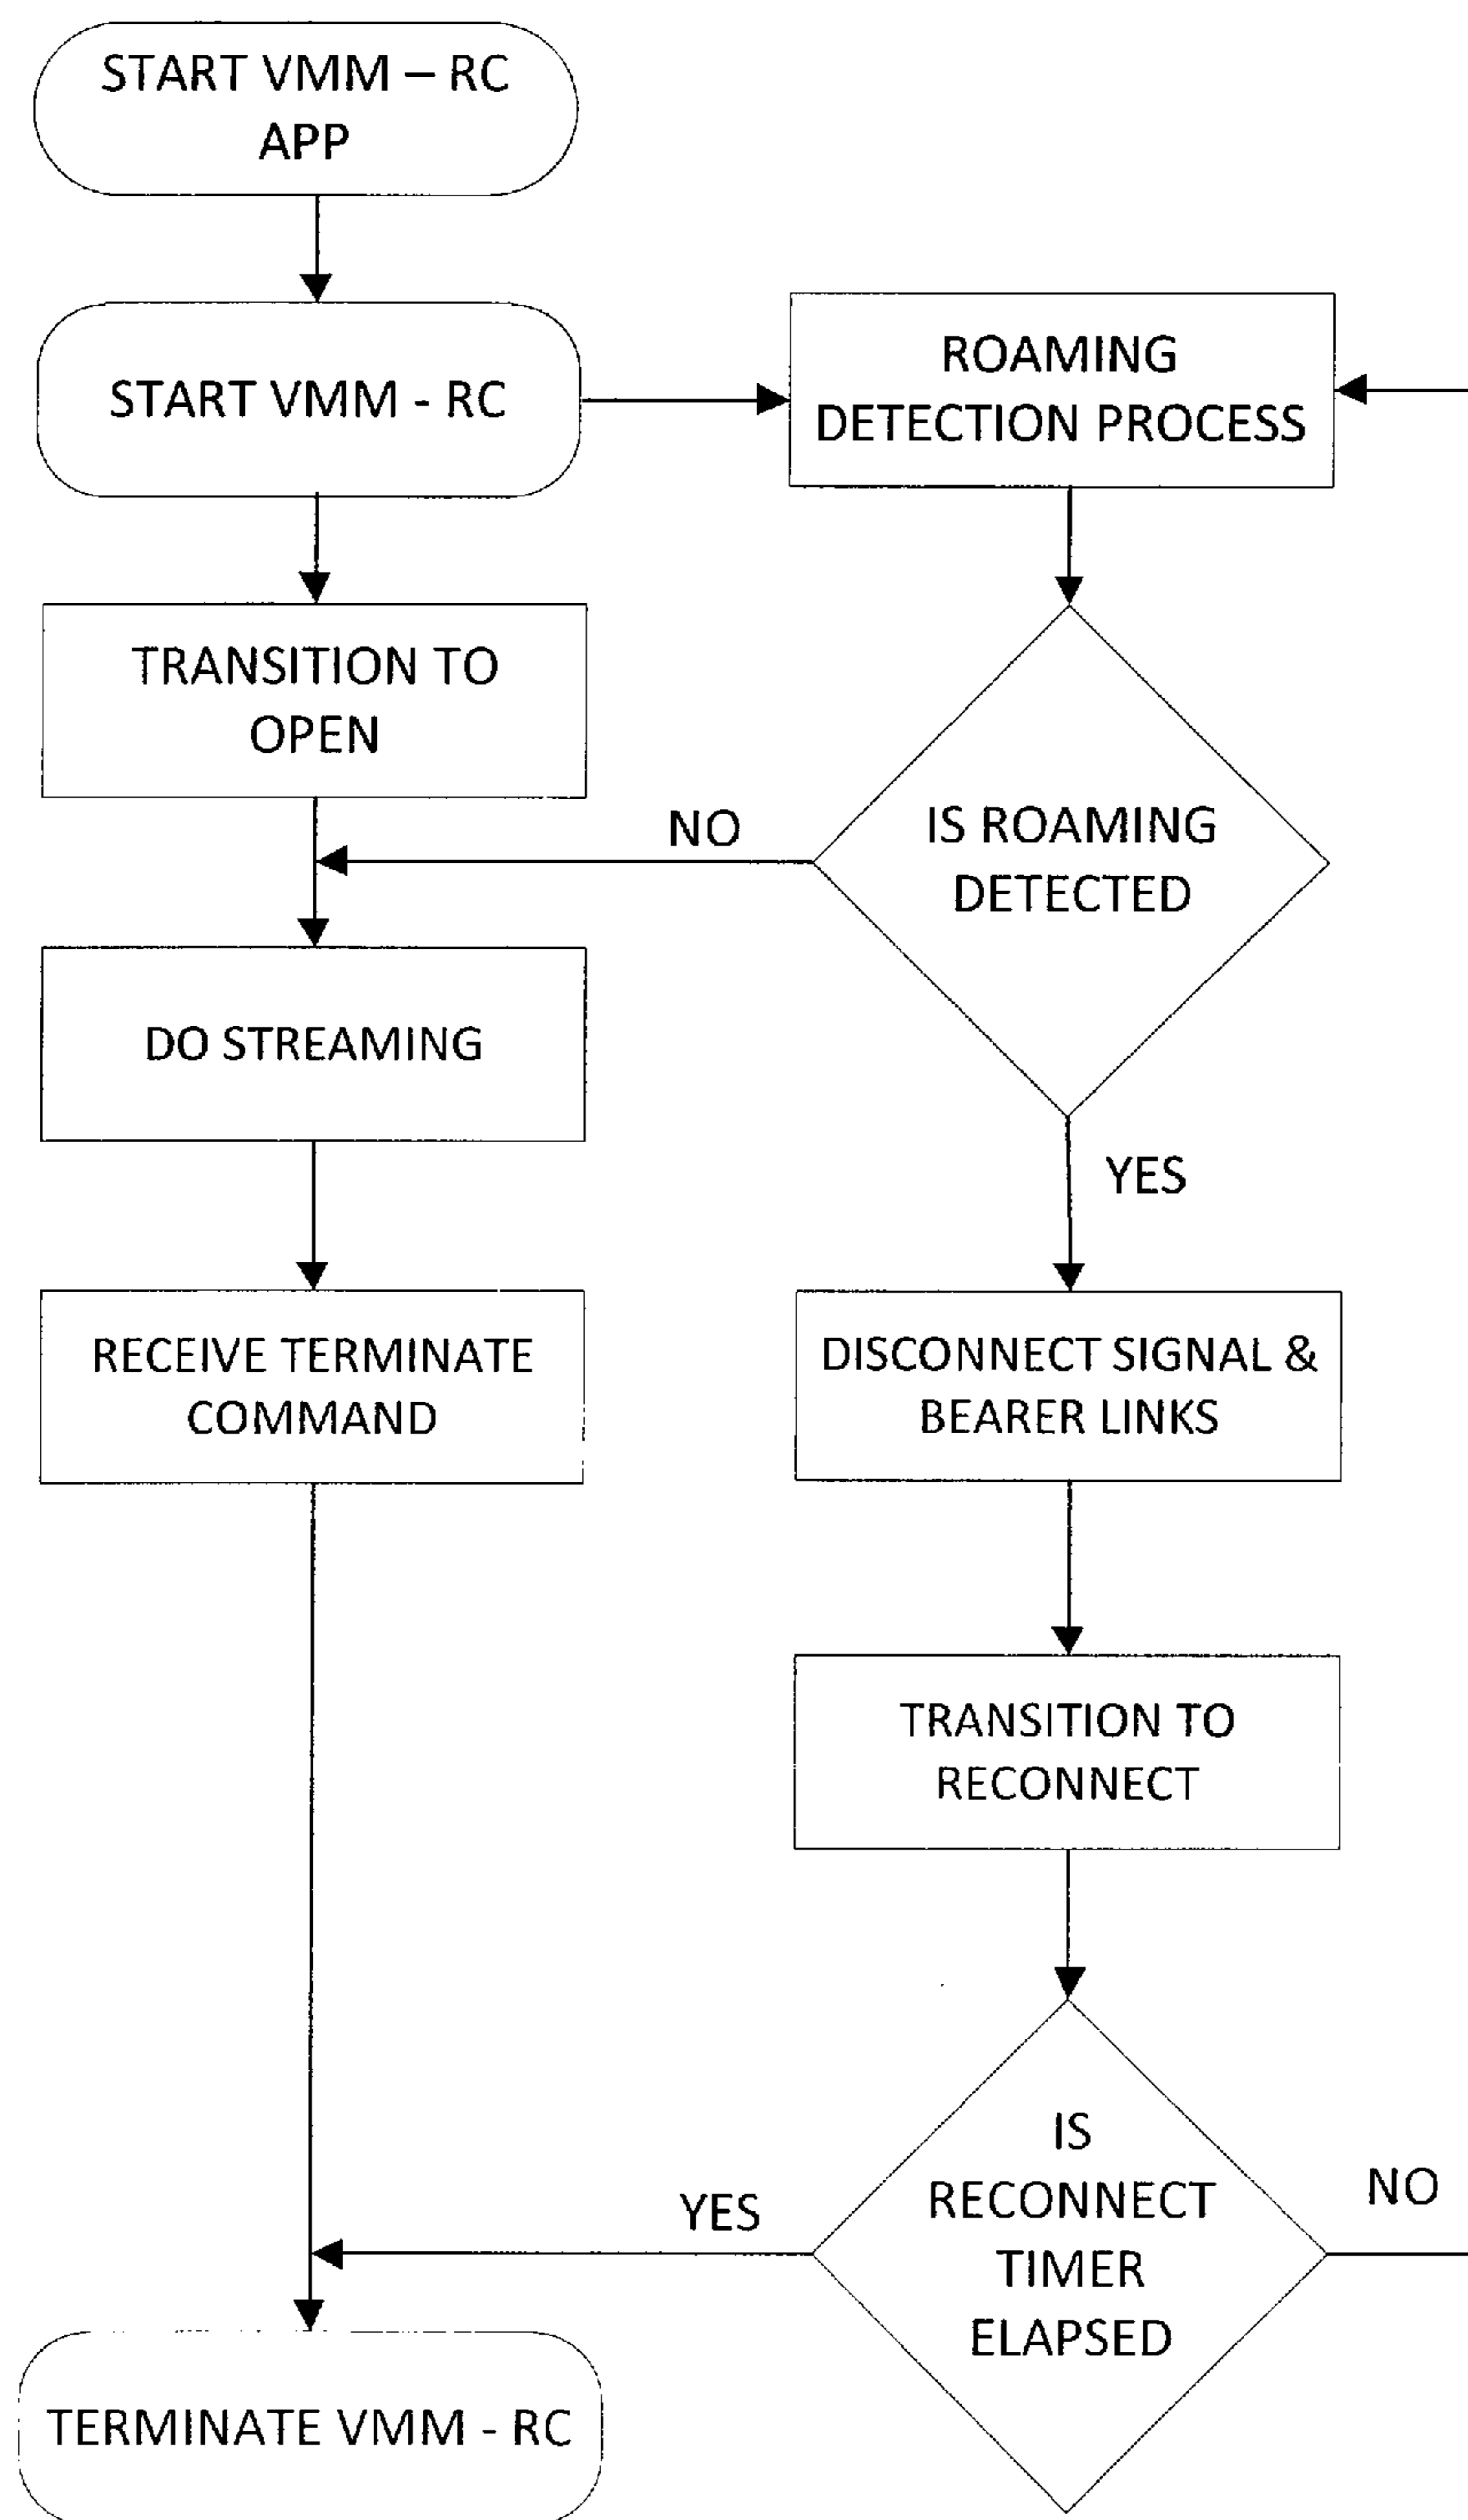 START VMM – RC
APP
START VMM - RC
ROAMING
DETECTION PROCESS
TRANSITION TO
OPEN
NO
IS ROAMING
DETECTED
DO STREAMING
YES
RECEIVE TERMINATE
COMMAND
DISCONNECT SIGNAL &
BEARER LINKS
TRANSITION TO
RECONNECT
IS
RECONNECT
TIMER
ELAPSED
YES
NO
TERMINATE VMM - RC